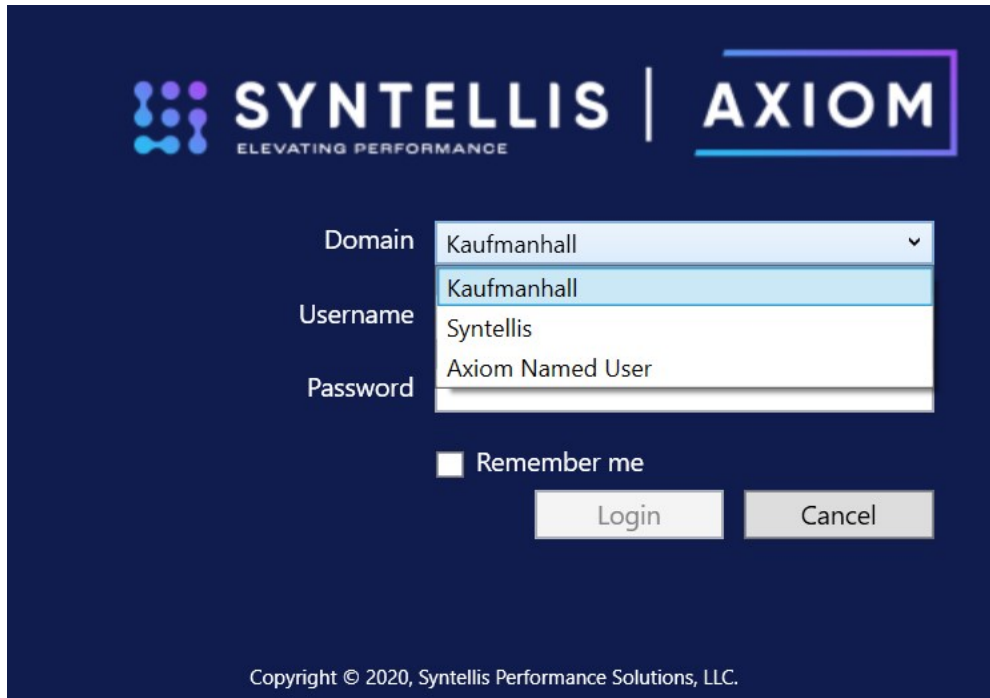 SYNTELLIS | AXIOM
ELEVATING PERFORMANCE
Domain Kaufmanhall
Kaufmanhall
Username Syntellis
Axiom Named User
Password
Remember me
Login Cancel
Copyright © 2020, Syntellis Performance Solutions, LLC.